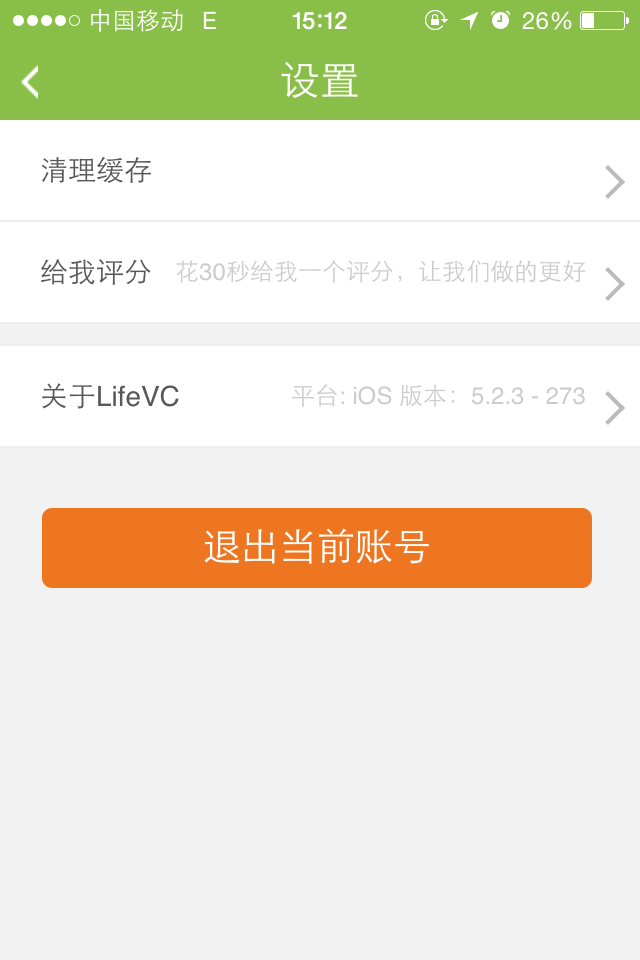 中国移动 E 15:12 26%
设置
清理缓存
给我评分 花30秒给我一个评分，让我们做的更好
关于LifeVC 平台: iOS 版本：5.2.3 - 273
退出当前账号